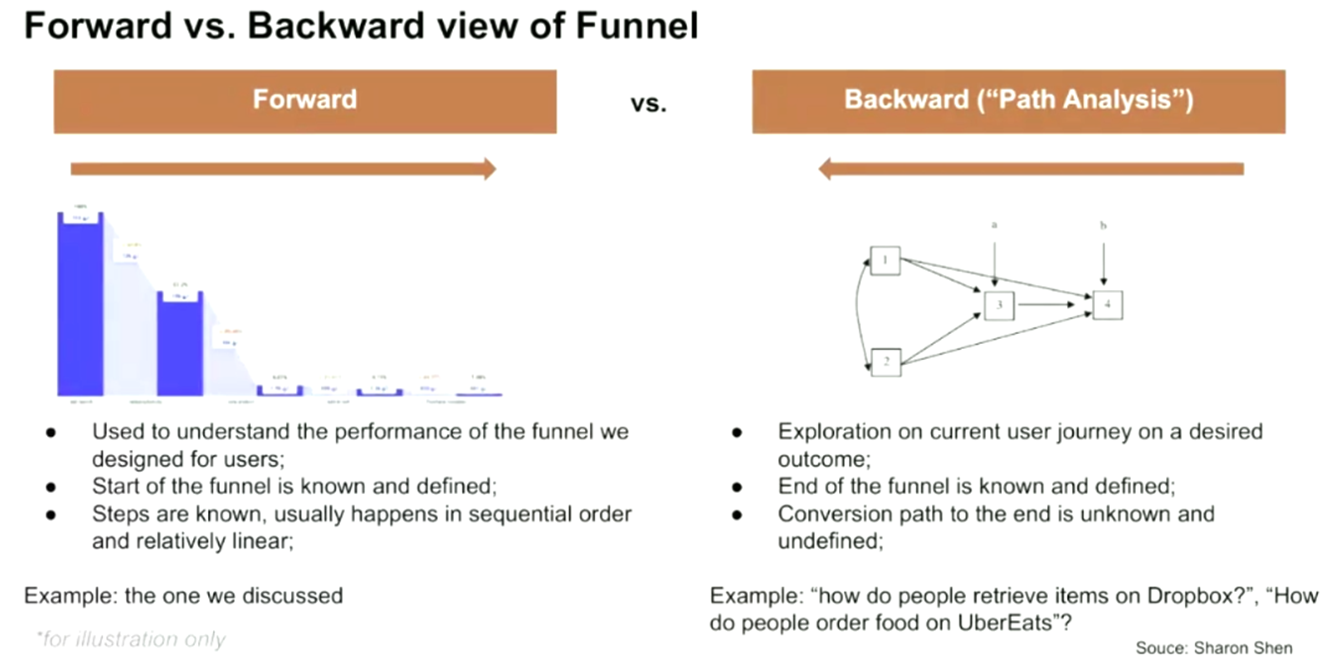 Forward vs. Backward view of Funnel
Forward
vs.
Backward (“Path Analysis”)
a
b
1
3
4
2
● Used to understand the performance of the funnel we
designed for users;
● Start of the funnel is known and defined;
● Steps are known, usually happens in sequential order
and relatively linear;
Example: the one we discussed
*for illustration only
● Exploration on current user journey on a desired
outcome;
● End of the funnel is known and defined;
● Conversion path to the end is unknown and
undefined;
Example: “how do people retrieve items on Dropbox?”, “How
do people order food on UberEats”?
Souce: Sharon Shen